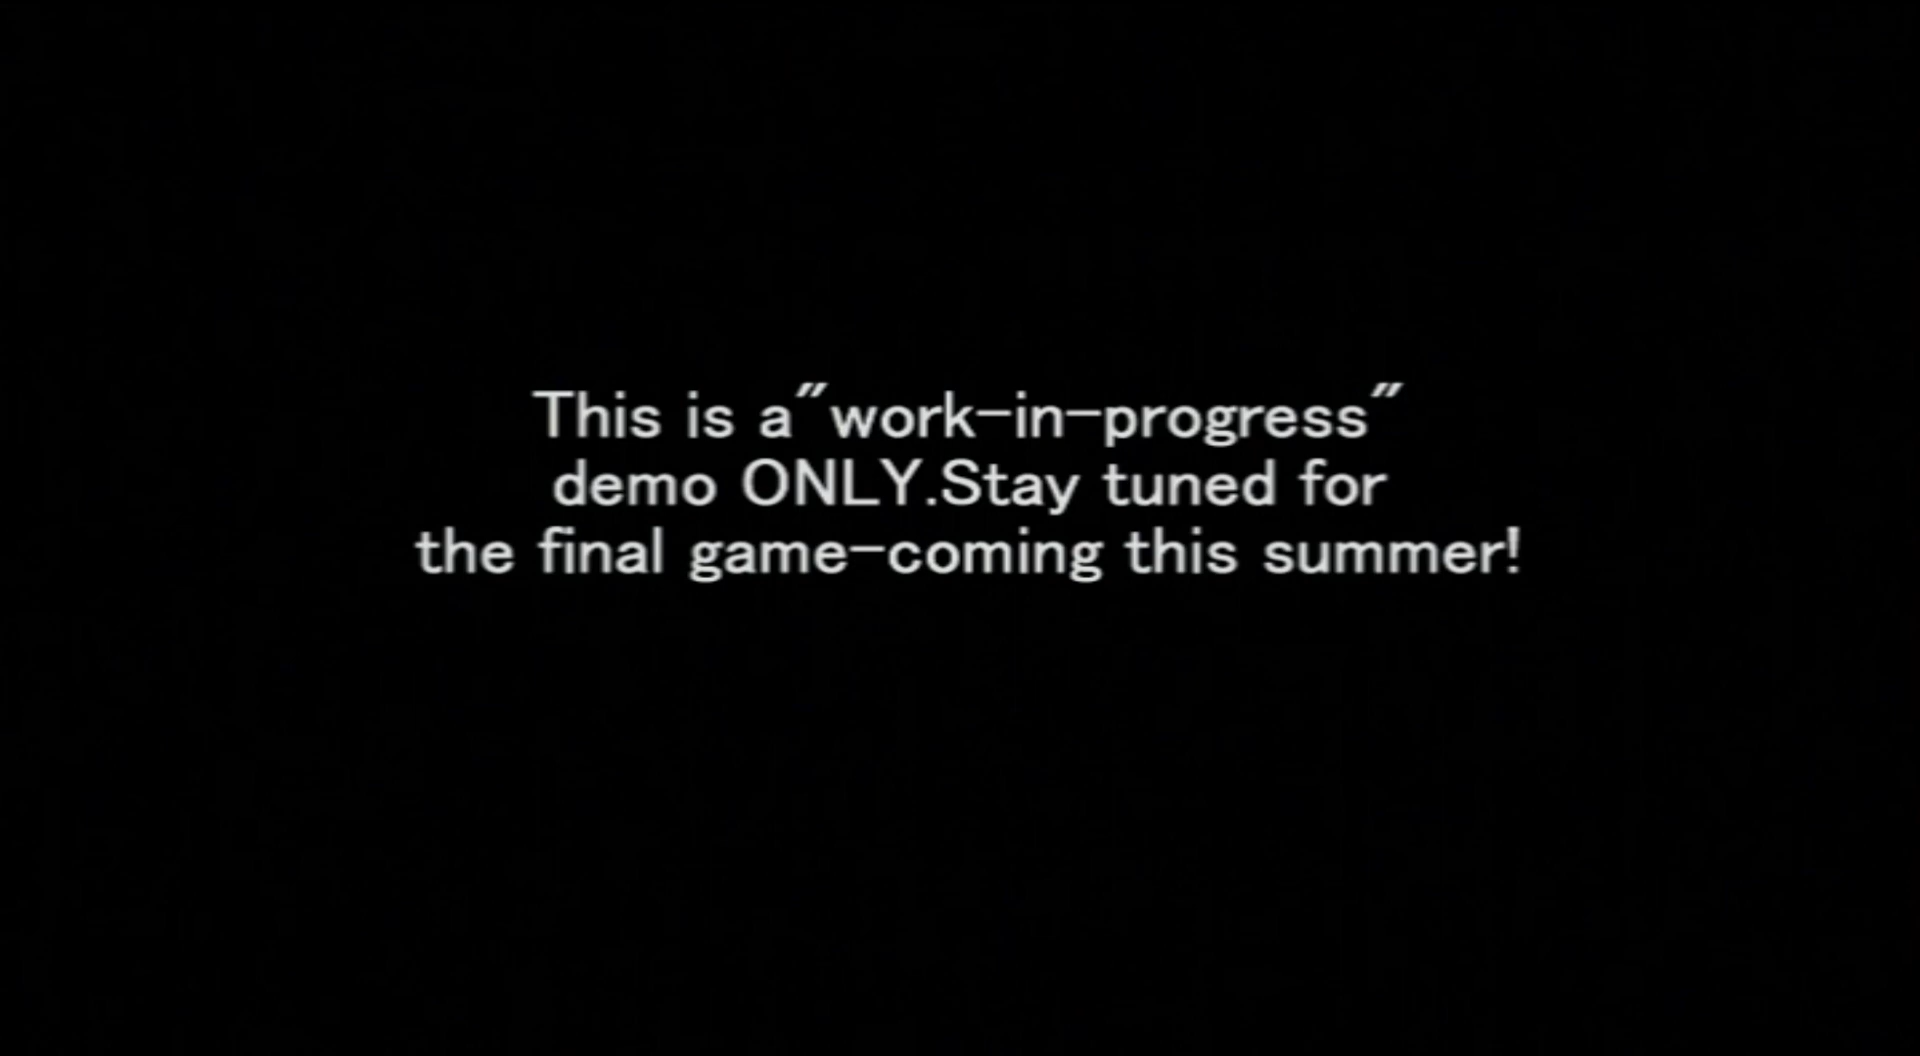 This is a"work-in-progress"
demo ONLY.Stay tuned for
the final game-coming this summer!